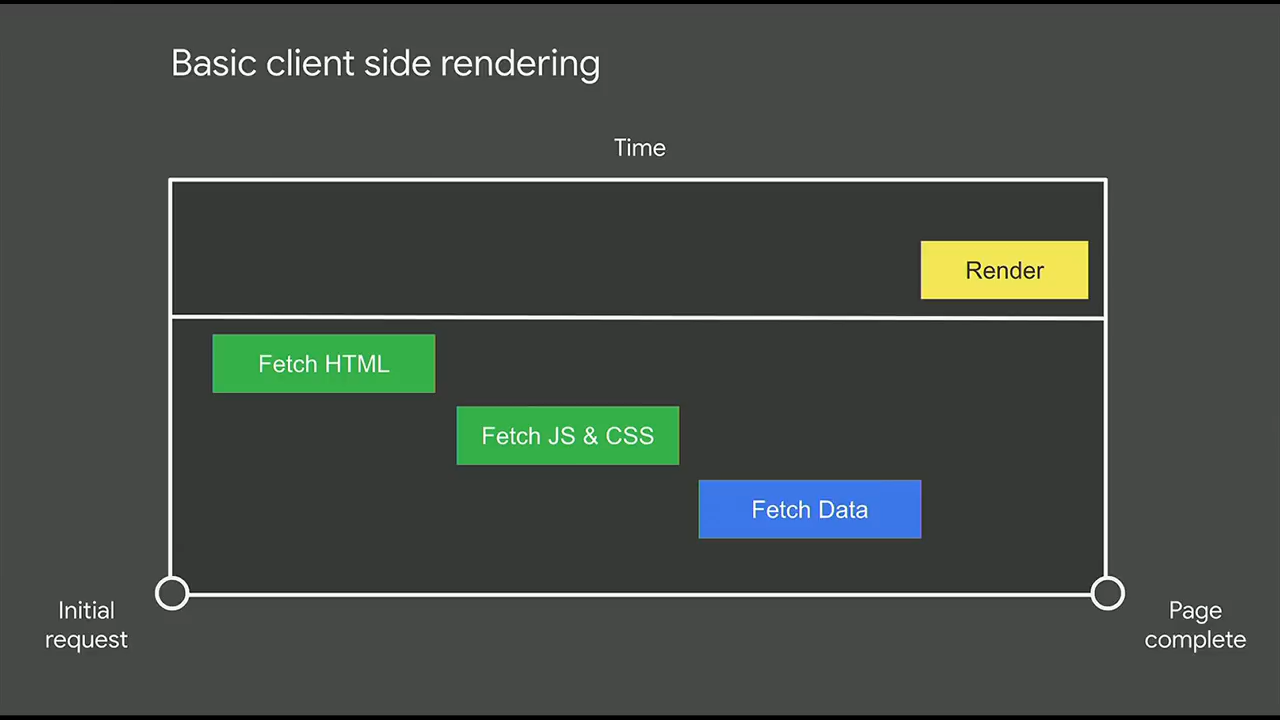 Basic client side rendering
Time
Render
Fetch HTML
Fetch JS & CSS
Fetch Data
Initial
request
Page
complete